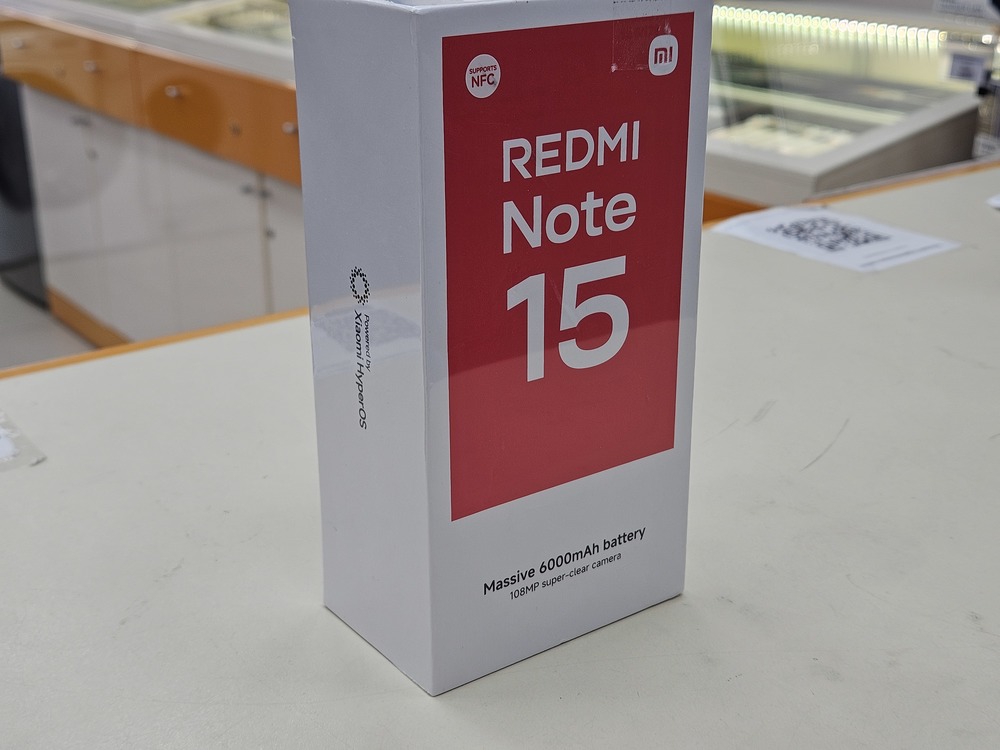 SUPPORTS
NFC
mi
REDMI
Note
15
Powered by
Xiaomi HyperOS
Massive 6000mAh battery
108MP super-clear camera